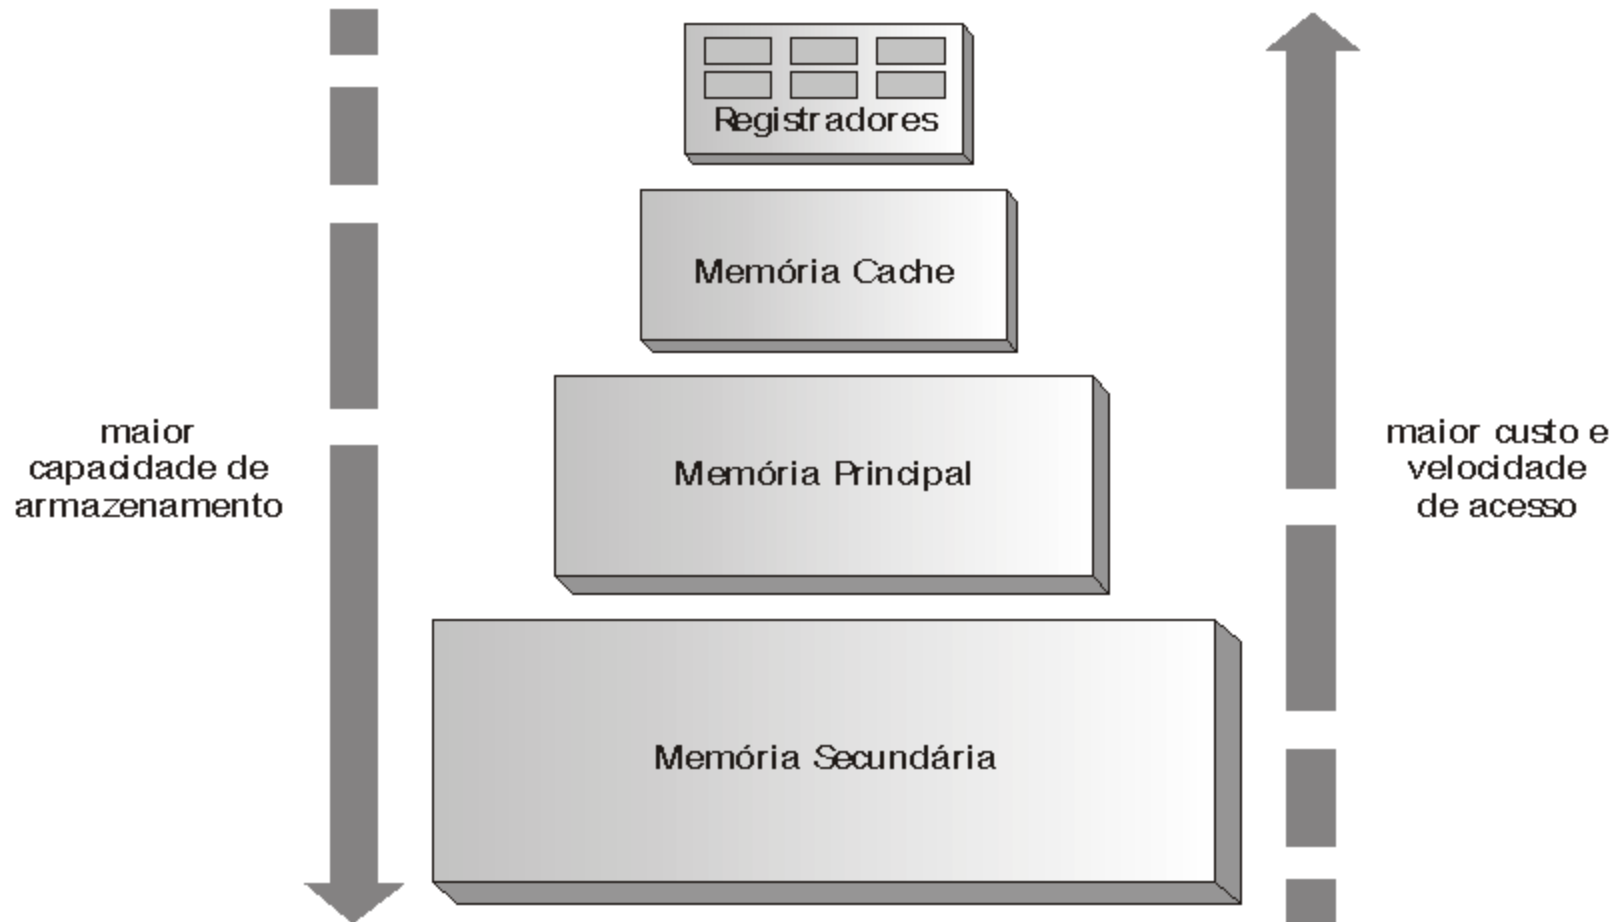 Registradores
Memória Cache
maior
capacidade de
armazenamento
maior custo e
velocidade
de acesso
Memória Principal
Memória Secundária